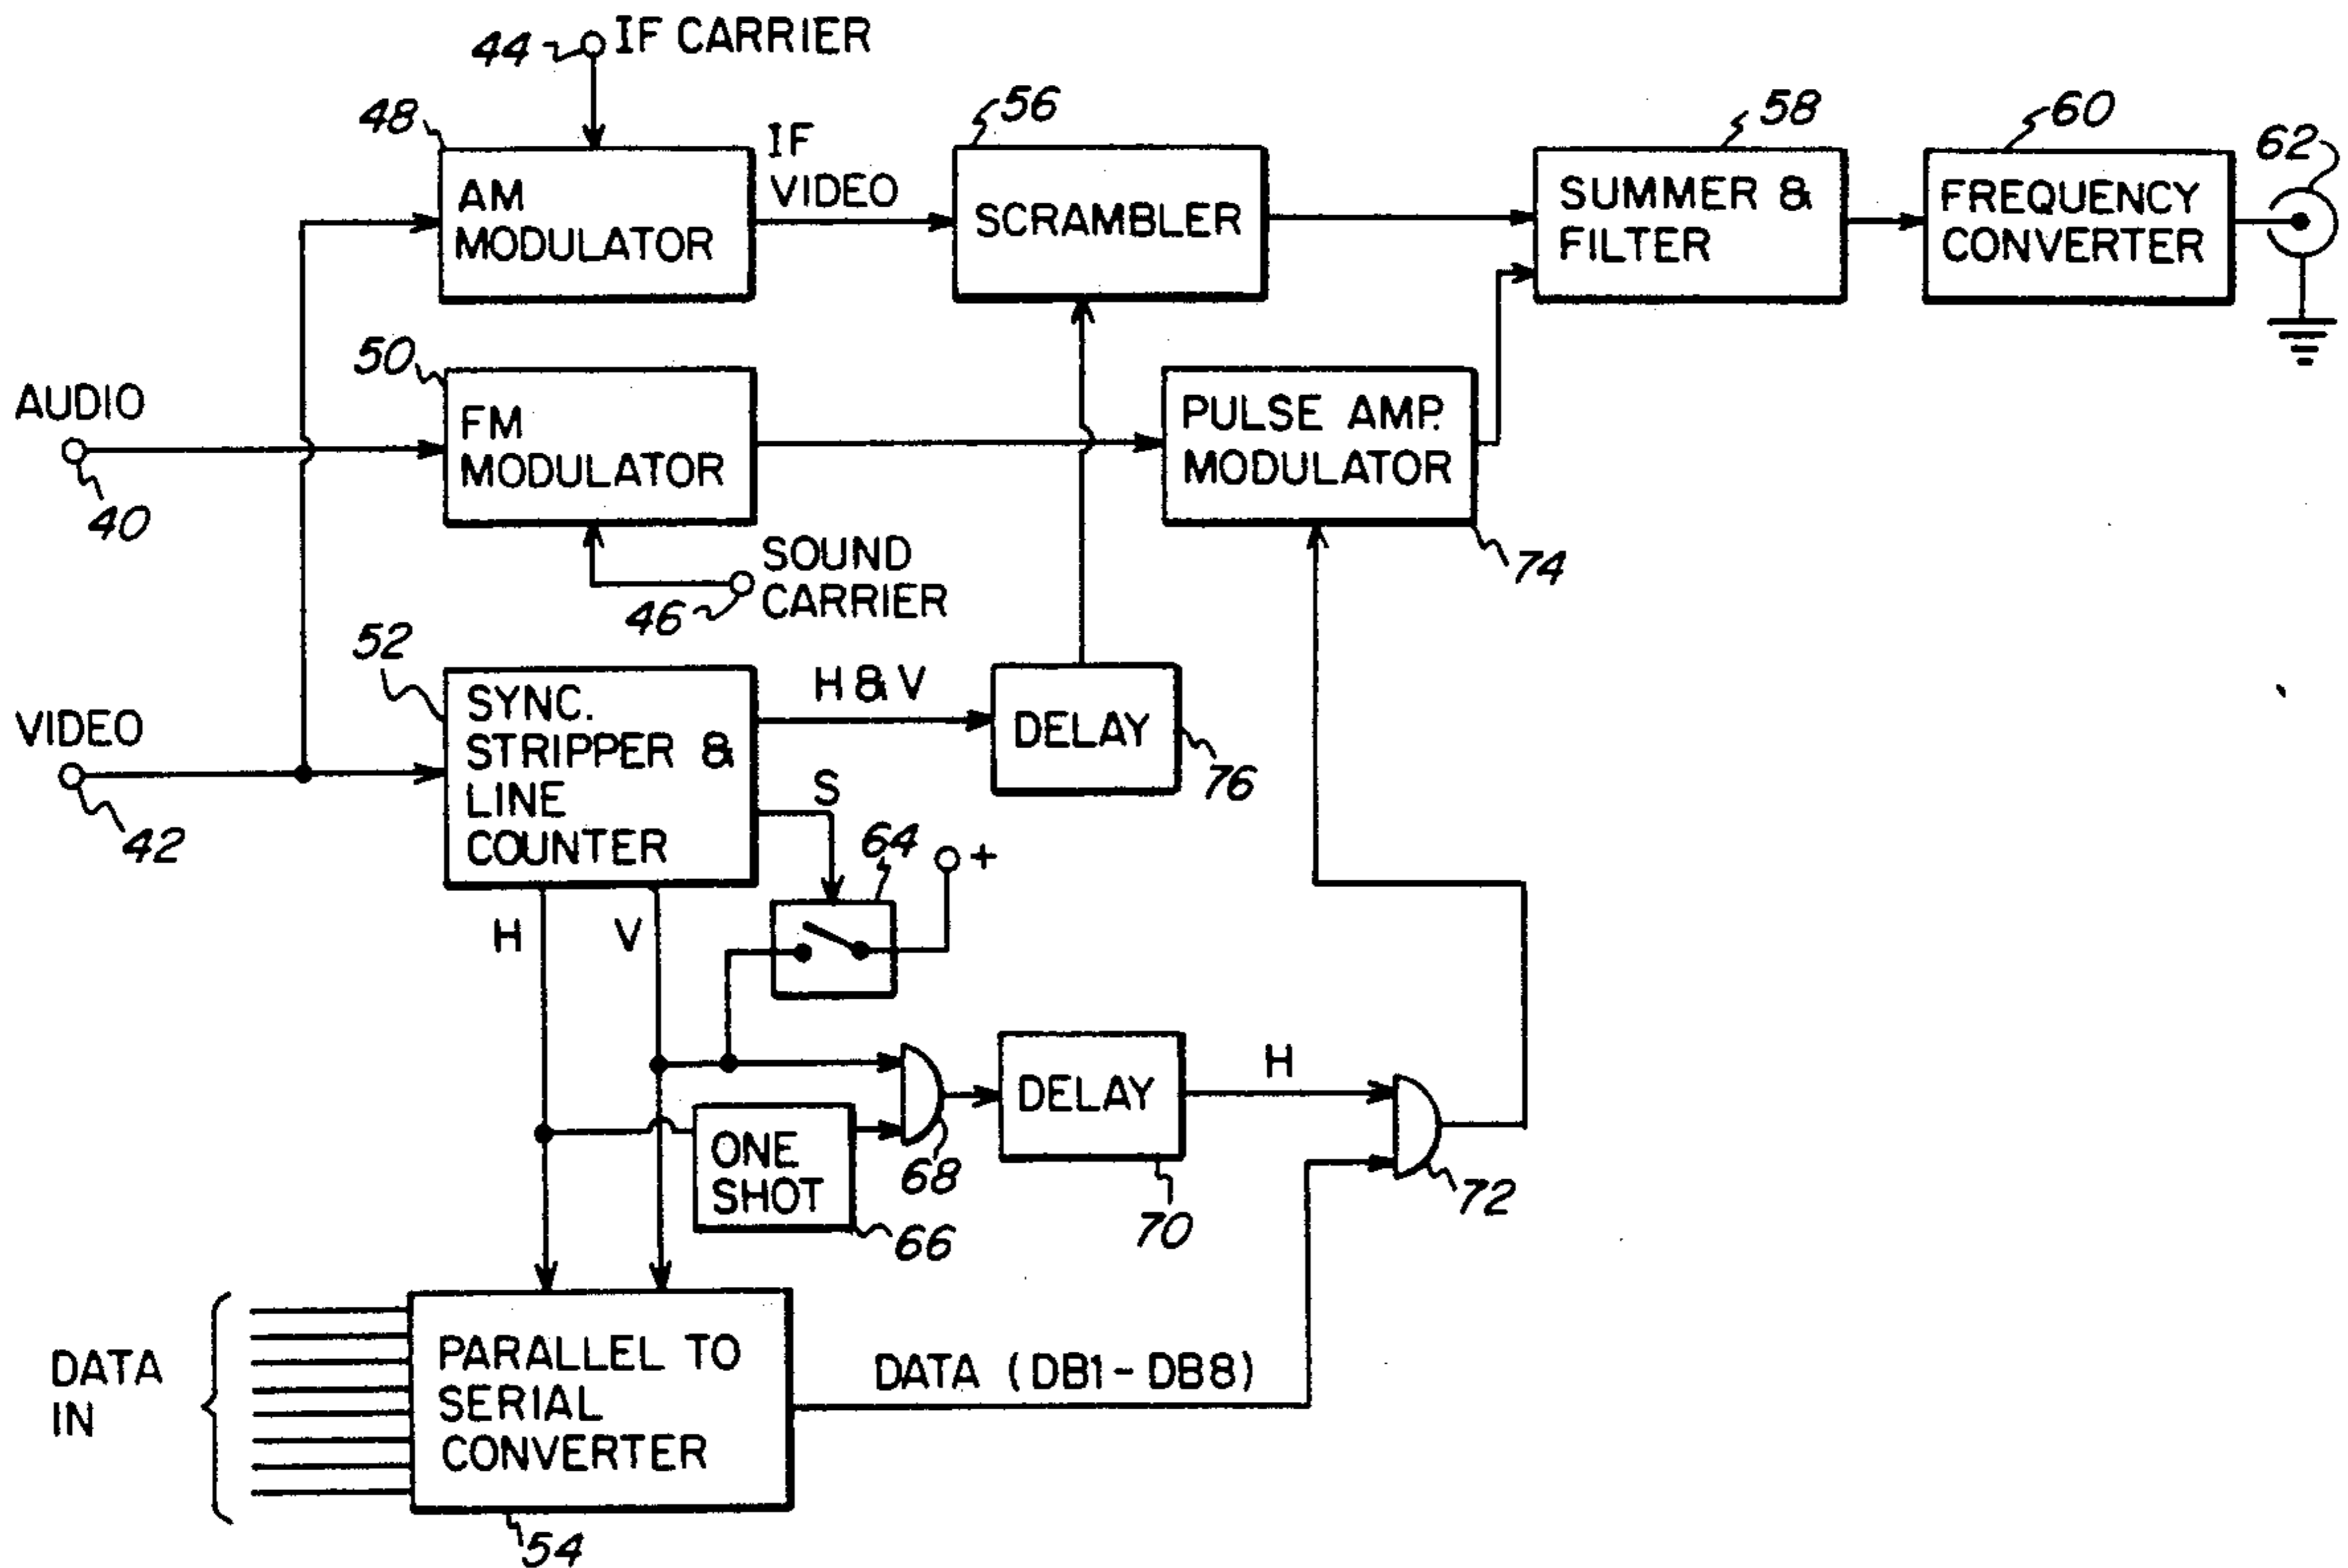 44 IF CARRIER
48
AM
MODULATOR
IF
VIDEO
56
SCRAMBLER
58
SUMMER &
FILTER
60
FREQUENCY
CONVERTER
62
AUDIO
40
50
FM
MODULATOR
SOUND
CARRIER
46
PULSE AMP.
MODULATOR
74
VIDEO
42
52
SYNC.
STRIPPER &
LINE
COUNTER
H & V
DELAY
76
S
64
+
H
V
ONE
SHOT
66
68
DELAY
70
H
72
DATA
IN
PARALLEL TO
SERIAL
CONVERTER
54
DATA (DB1 - DB8)